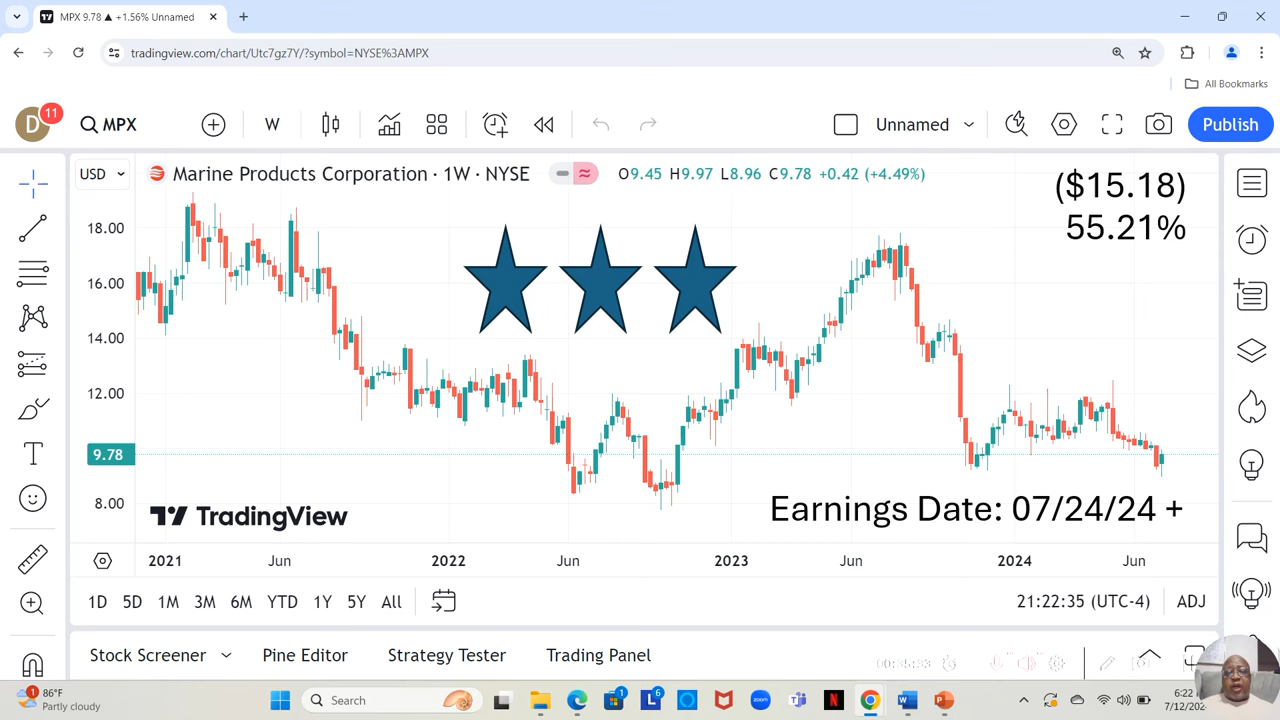 MPX 9.78 ▲ +1.56% Unnamed
tradingview.com/chart/Utc7gz7Y/?symbol=NYSE%3AMPX
All Bookmarks
D
11
MPX
W
Unnamed
Publish
USD
Marine Products Corporation · 1W · NYSE
O9.45 H9.97 L8.96 C9.78 +0.42 (+4.49%)
($15.18)
55.21%
18.00
16.00
14.00
12.00
9.78
8.00
TradingView
Earnings Date: 07/24/24 +
2021 Jun 2022 Jun 2023 Jun 2024 Jun
1D 5D 1M 3M 6M YTD 1Y 5Y All
21:22:35 (UTC-4) ADJ
Stock Screener Pine Editor Strategy Tester Trading Panel
1
86°F
Partly cloudy
Search
1
6
zoom
6:22
7/12/